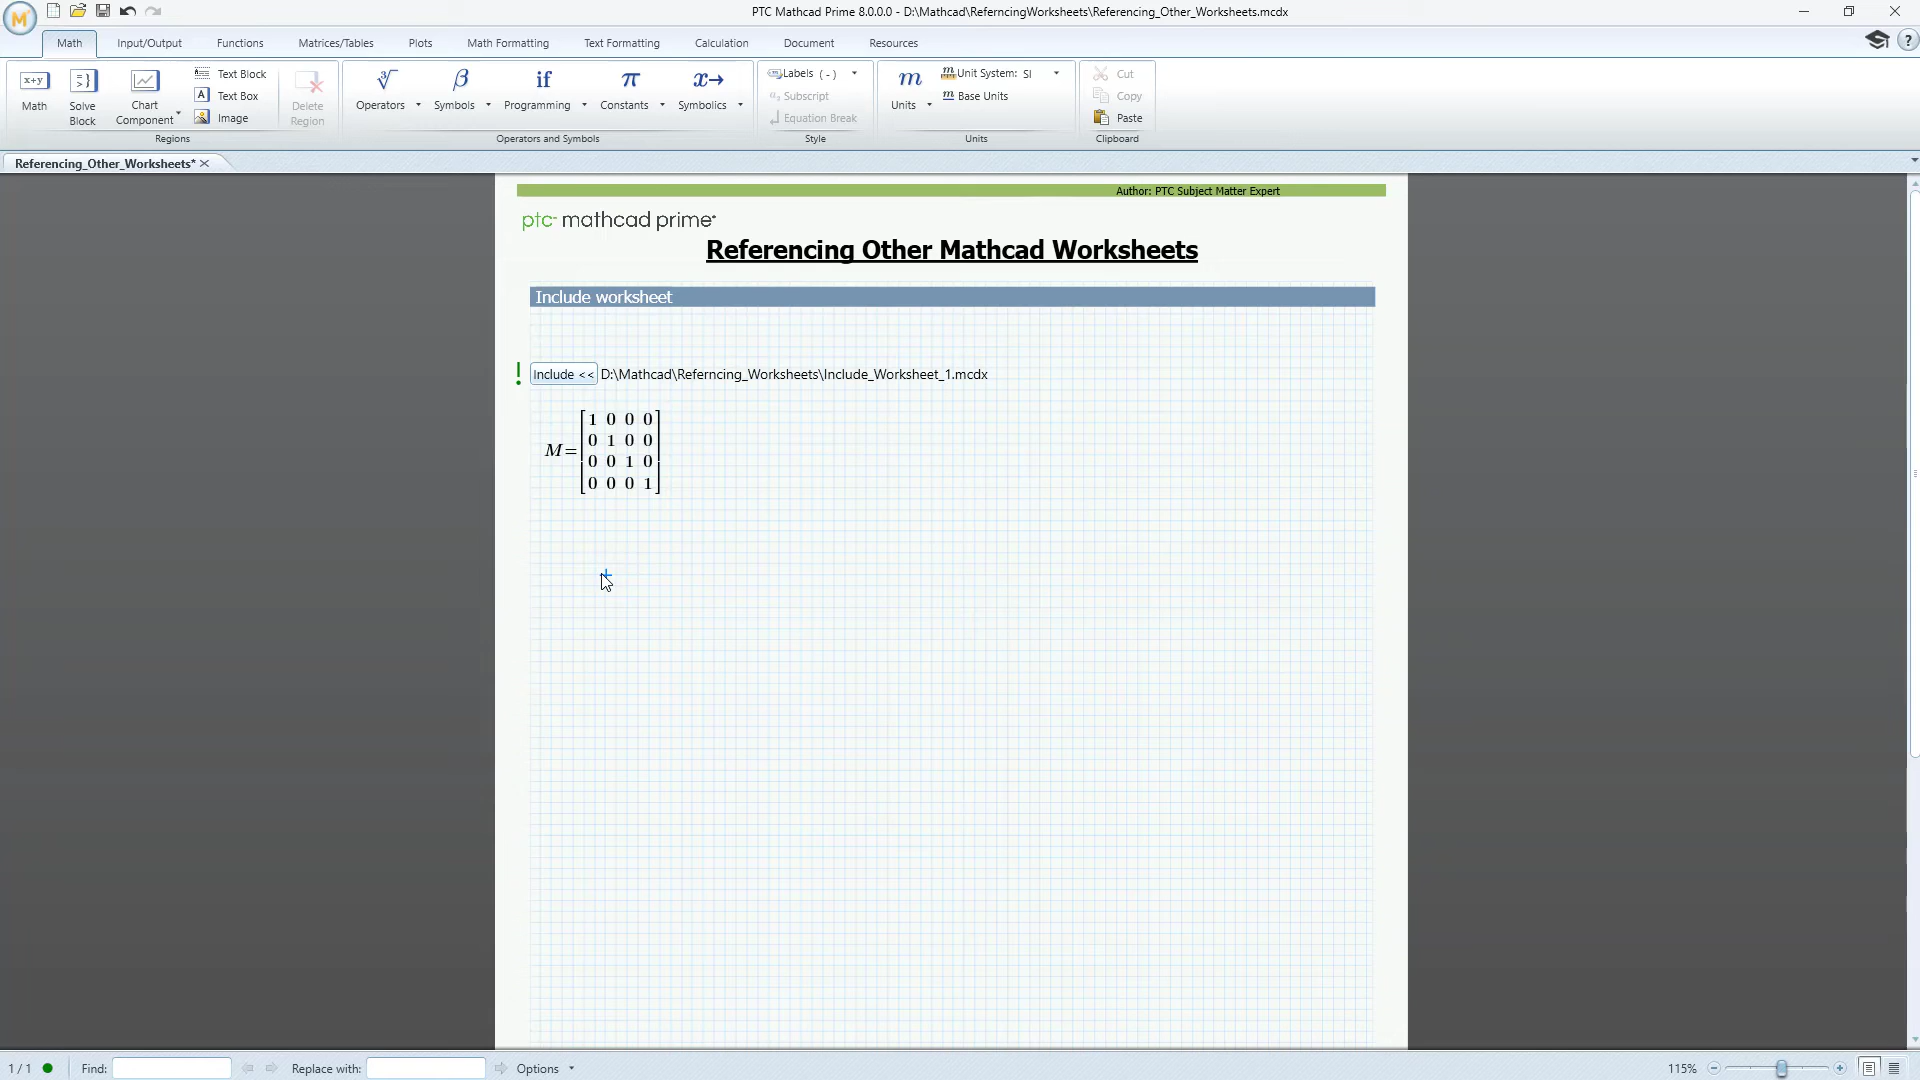 PTC Mathcad Prime 8.0.0.0 - D:\Mathcad\ReferncingWorksheets\Referencing_Other_Worksheets.mcdx
Math Input/Output Functions Matrices/Tables Plots Math Formatting Text Formatting Calculation Document Resources
Math
Solve Block
Chart Component
Text Block
Text Box
Image
Delete Region
Regions
Operators
Symbols
if
Programming
π
Constants
Symbolics
Operators and Symbols
Labels ( - )
Subscript
Equation Break
Style
Units
Unit System: SI
Base Units
Units
Cut
Copy
Paste
Clipboard
Referencing_Other_Worksheets*
Author: PTC Subject Matter Expert
ptc mathcad prime
Referencing Other Mathcad Worksheets
Include worksheet
! Include << D:\Mathcad\Referncing_Worksheets\Include_Worksheet_1.mcdx
1 0 0 0
0 1 0 0
M=
0 0 1 0
0 0 0 1
1 / 1 Find: Replace with: Options 115%